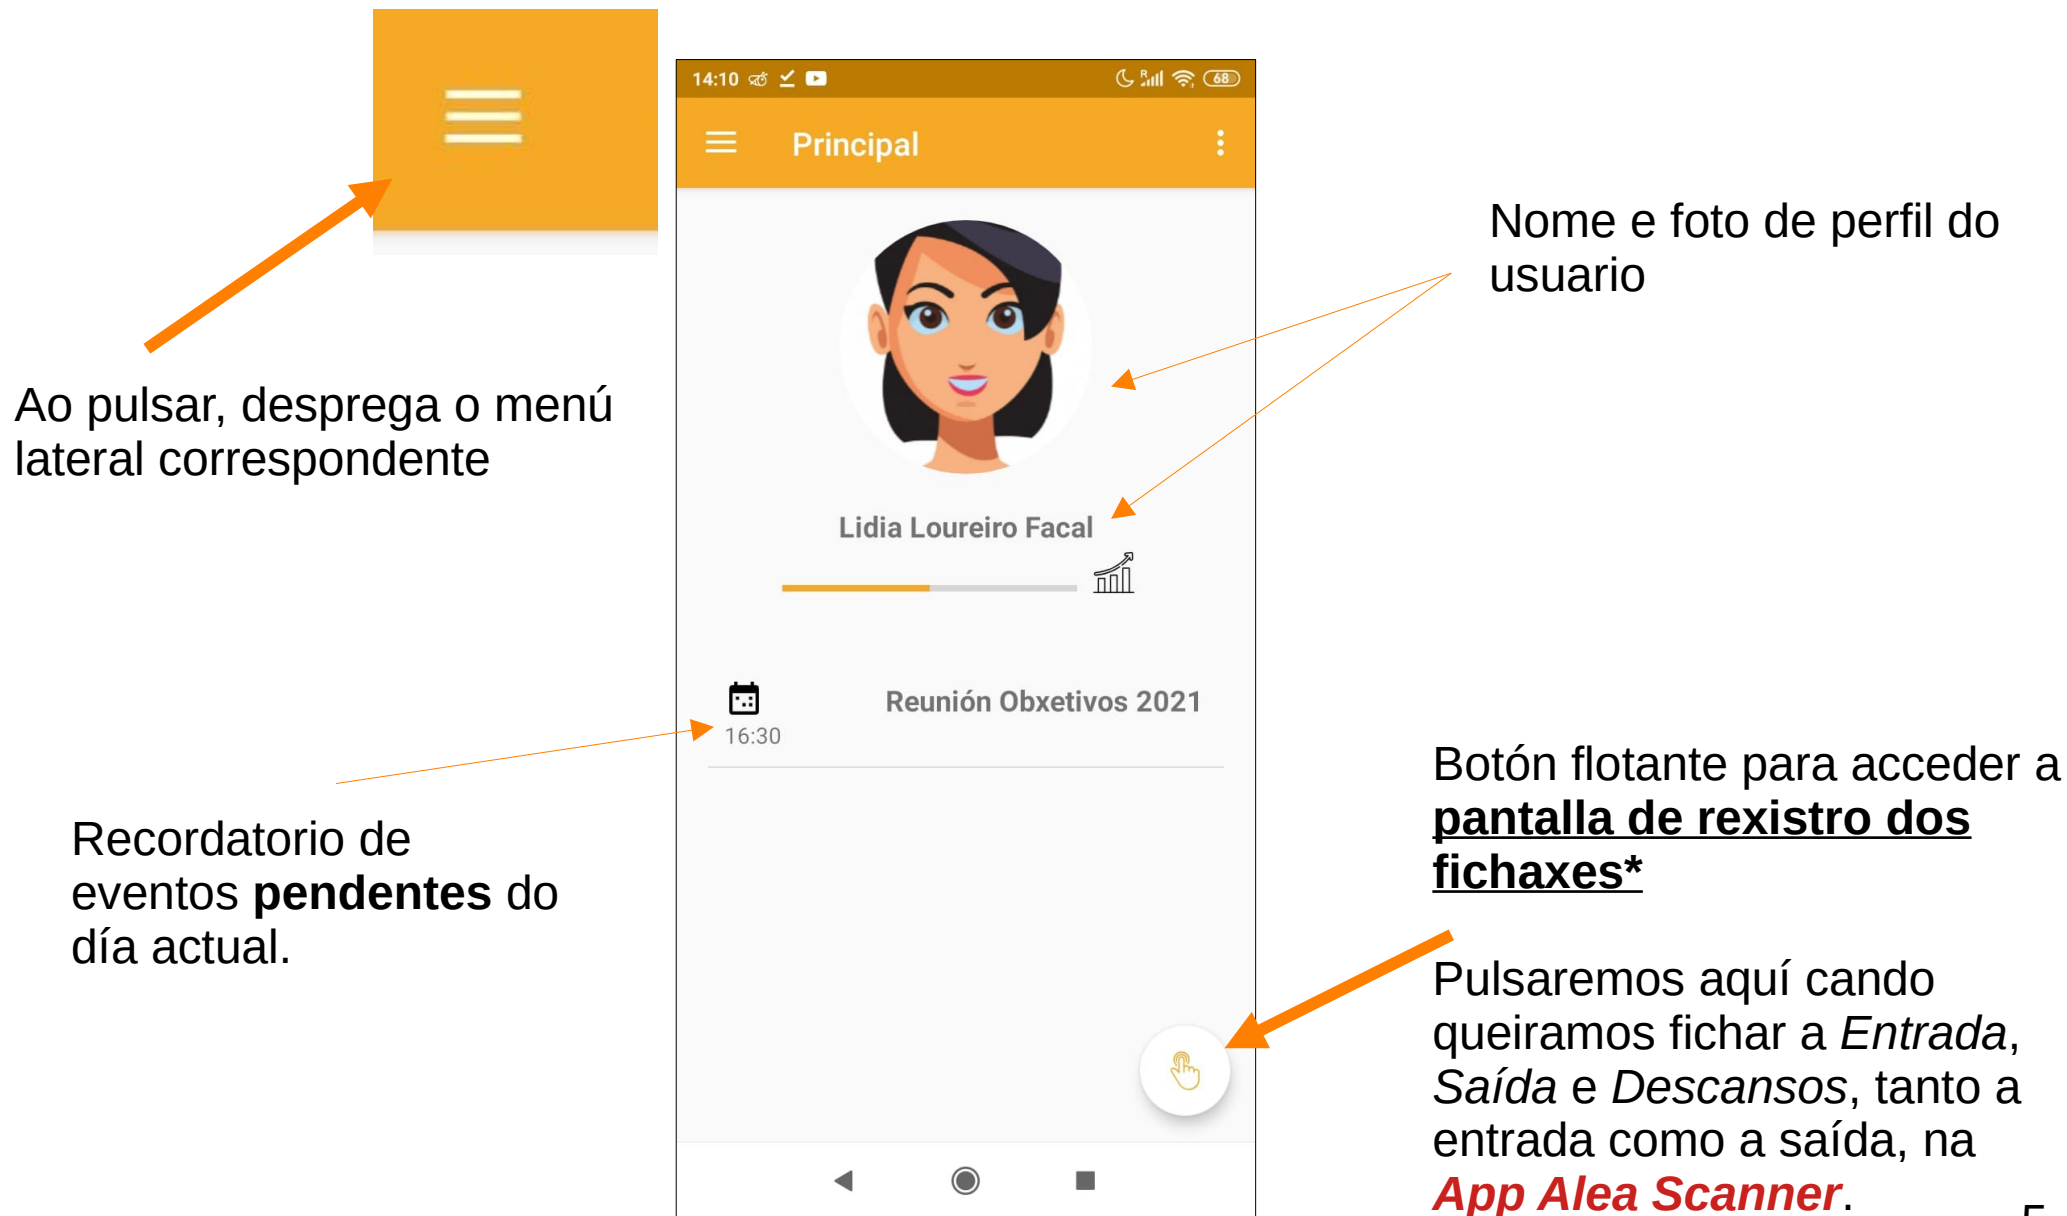 14:10
68
Principal
Nome e foto de perfil do
usuario
Ao pulsar, desprega o menú
lateral correspondente
Lidia Loureiro Facal
Reunión Obxetivos 2021
16:30
Recordatorio de
eventos pendentes do
día actual.
Botón flotante para acceder a
pantalla de rexistro dos
fichaxes*
Pulsaremos aquí cando
queiramos fichar a Entrada,
Saída e Descansos, tanto a
entrada como a saída, na
App Alea Scanner.